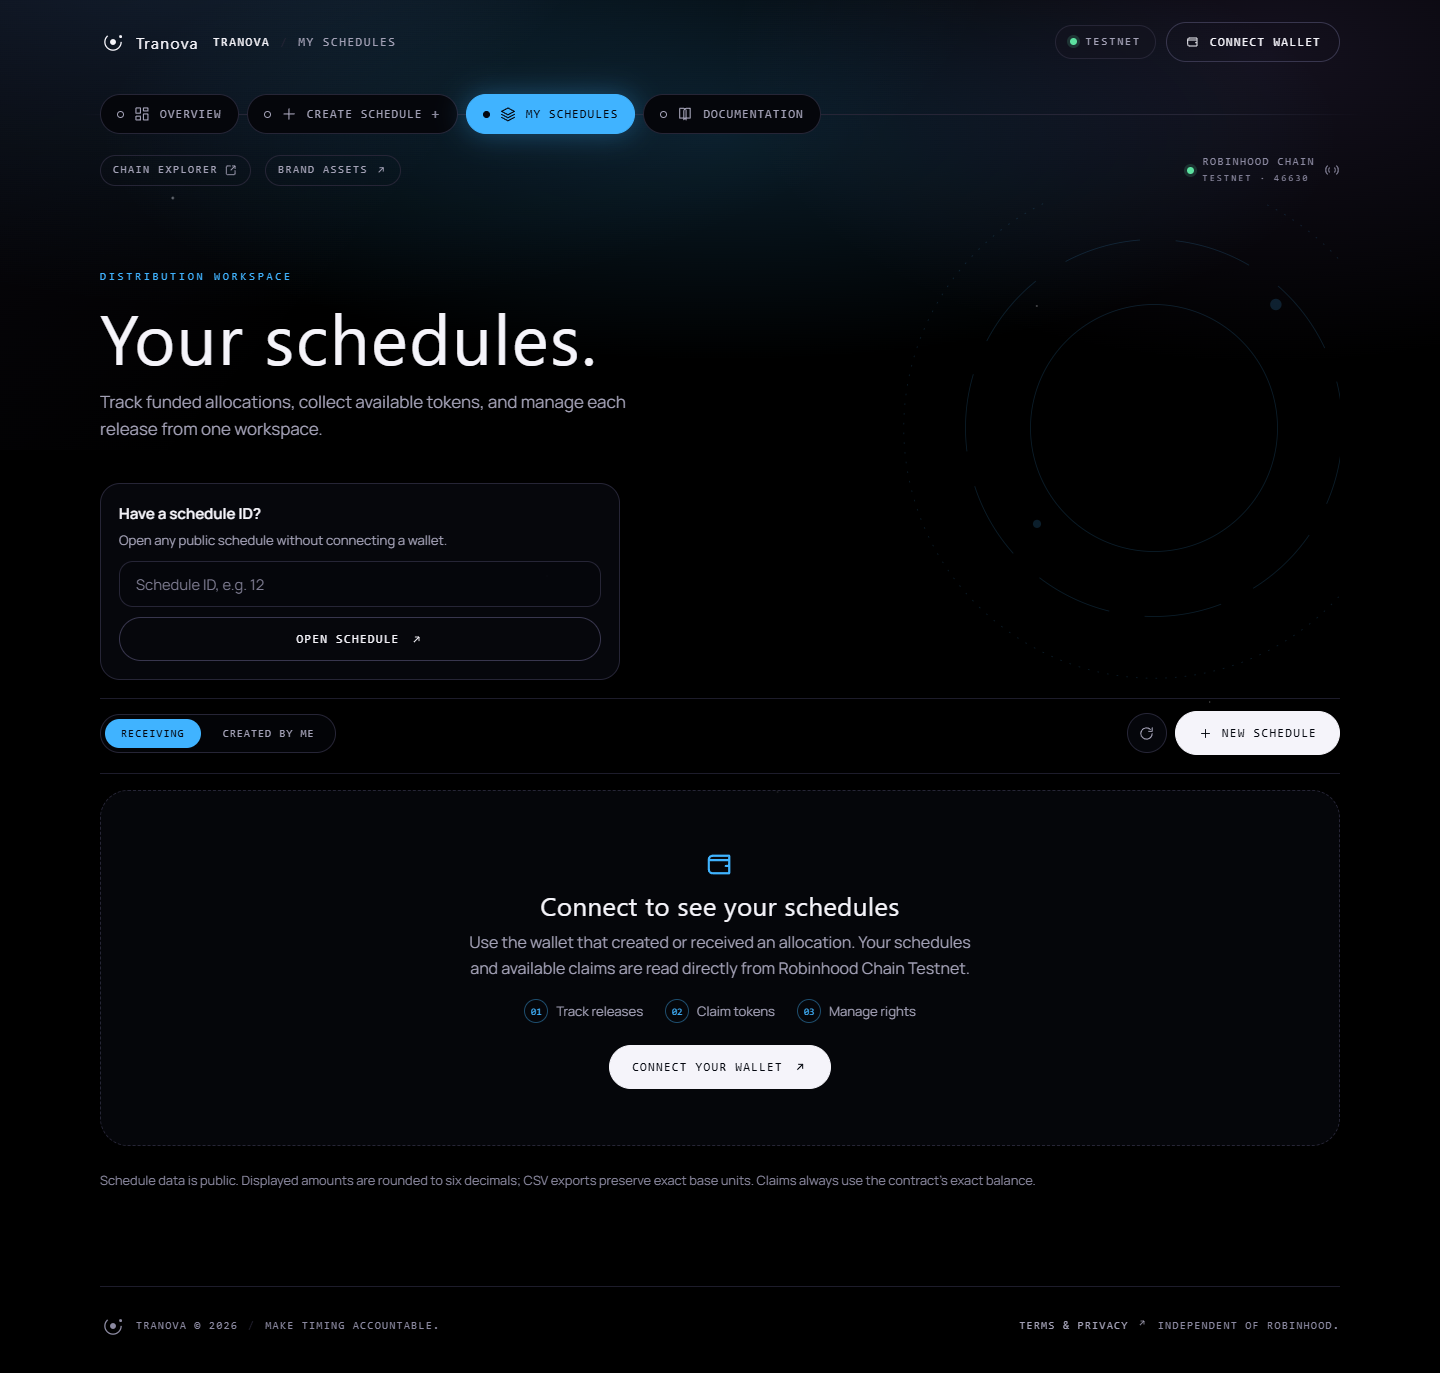 Tranova TRANOVA / MY SCHEDULES
TESTNET
CONNECT WALLET
OVERVIEW
CREATE SCHEDULE +
MY SCHEDULES
DOCUMENTATION
CHAIN EXPLORER
BRAND ASSETS ↗
ROBINHOOD CHAIN
TESTNET · 46630
DISTRIBUTION WORKSPACE
Your schedules.
Track funded allocations, collect available tokens, and manage each
release from one workspace.
Have a schedule ID?
Open any public schedule without connecting a wallet.
Schedule ID, e.g. 12
OPEN SCHEDULE ↗
RECEIVING
CREATED BY ME
+ NEW SCHEDULE
Connect to see your schedules
Use the wallet that created or received an allocation. Your schedules
and available claims are read directly from Robinhood Chain Testnet.
01 Track releases
02 Claim tokens
03 Manage rights
CONNECT YOUR WALLET ↗
Schedule data is public. Displayed amounts are rounded to six decimals; CSV exports preserve exact base units. Claims always use the contract's exact balance.
TRANOVA © 2026 / MAKE TIMING ACCOUNTABLE.
TERMS & PRIVACY ↗ INDEPENDENT OF ROBINHOOD.